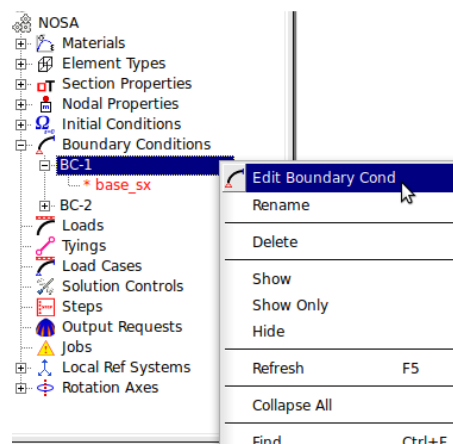 NOSA
Materials
Element Types
Section Properties
Nodal Properties
Initial Conditions
Boundary Conditions
BC-1
* base_sx
BC-2
Loads
Tyings
Load Cases
Solution Controls
Steps
Output Requests
Jobs
Local Ref Systems
Rotation Axes
Edit Boundary Cond
Rename
Delete
Show
Show Only
Hide
Refresh F5
Collapse All
Find Ctrl+F